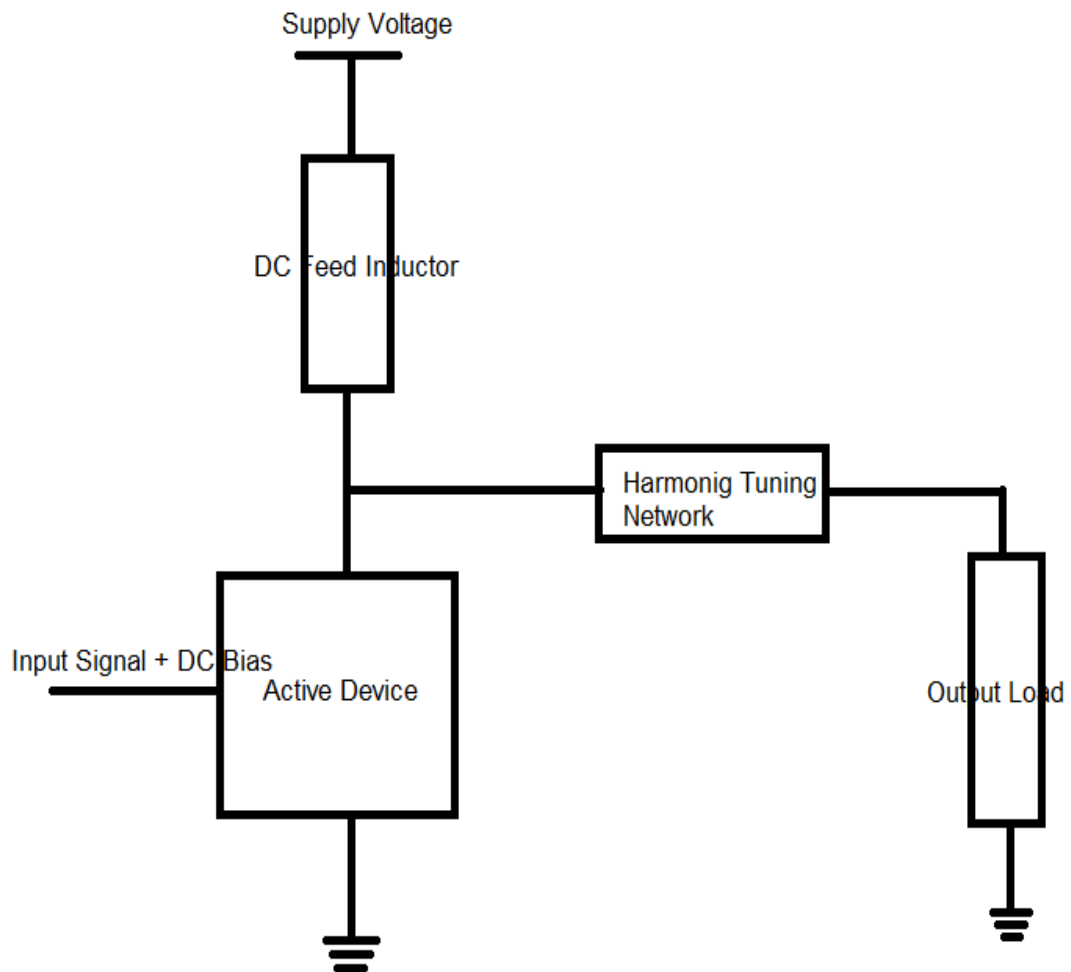 Supply Voltage
DC Feed Inductor
Harmonig Tuning
Network
Input Signal + DC Bias
Active Device
Output Load